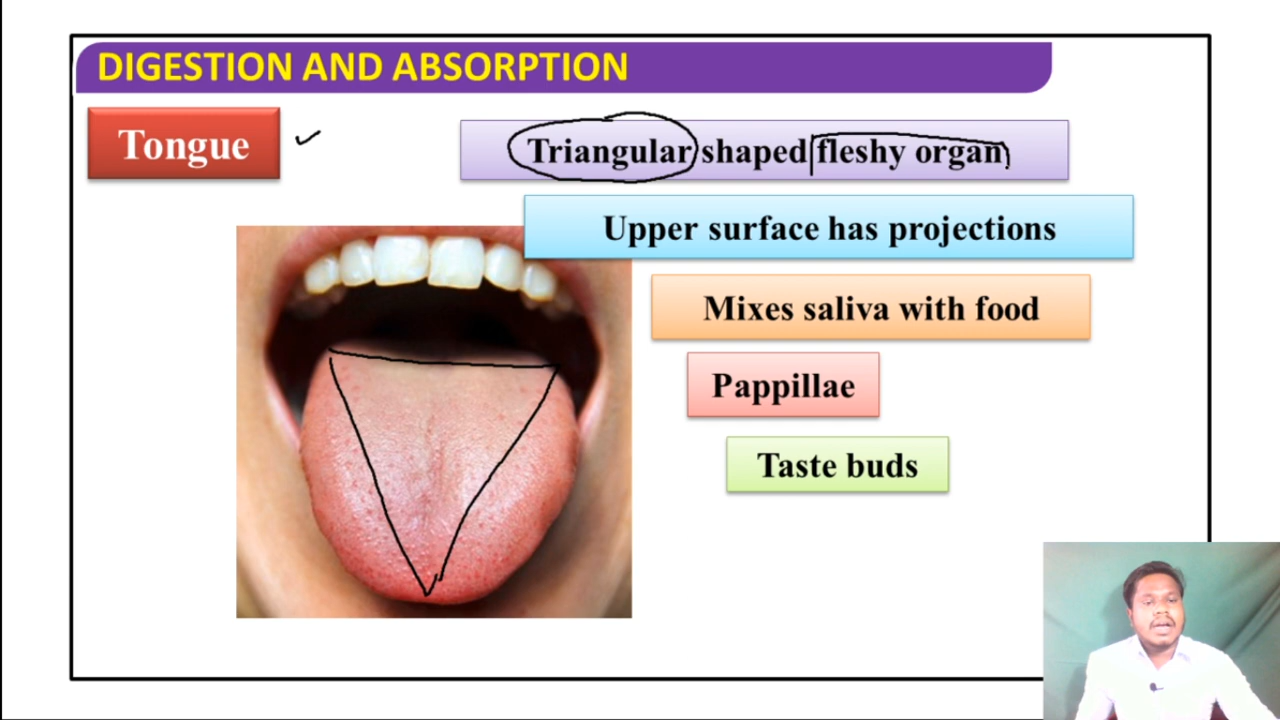 DIGESTION AND ABSORPTION
Tongue
Triangular shaped fleshy organ
Upper surface has projections
Mixes saliva with food
Pappillae
Taste buds